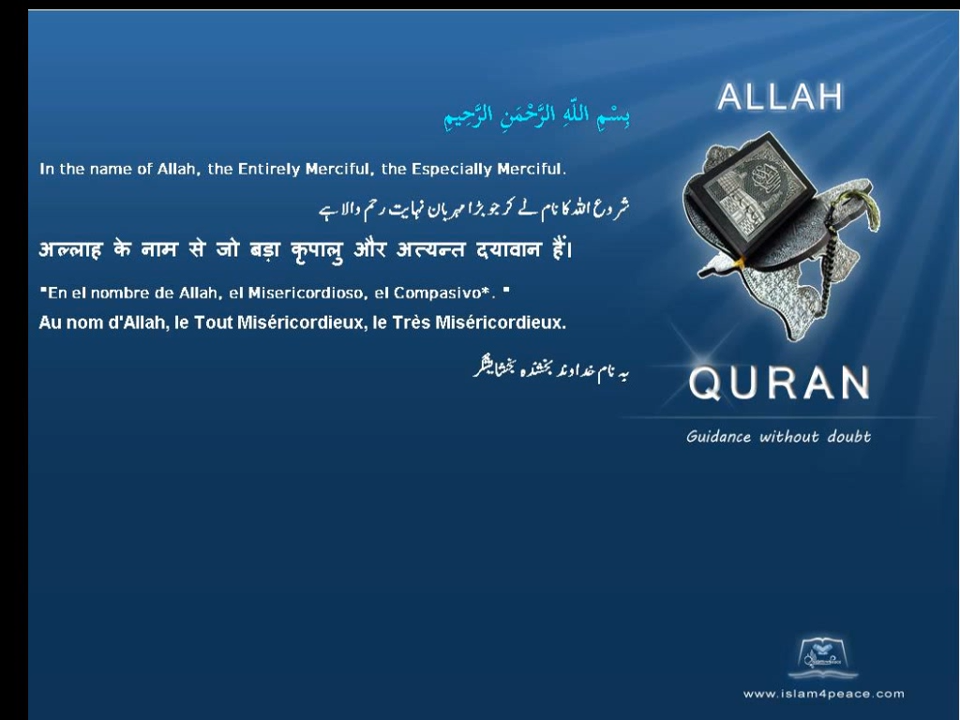 بِسْمِ اللّهِ الرَّحْمَنِ الرَّحِيمِ
In the name of Allah, the Entirely Merciful, the Especially Merciful.
شروع الله کا نام لے کر جو بڑا مہربان نہایت رحم والا ہے
अल्लाह के नाम से जो बड़ा कृपालु और अत्यन्त दयावान हैं।
"En el nombre de Allah, el Misericordioso, el Compasivo*. "
Au nom d'Allah, le Tout Miséricordieux, le Très Miséricordieux.
به نام خداوند بخشنده بخشایشگر
ALLAH
QURAN
Guidance without doubt
www.islam4peace.com